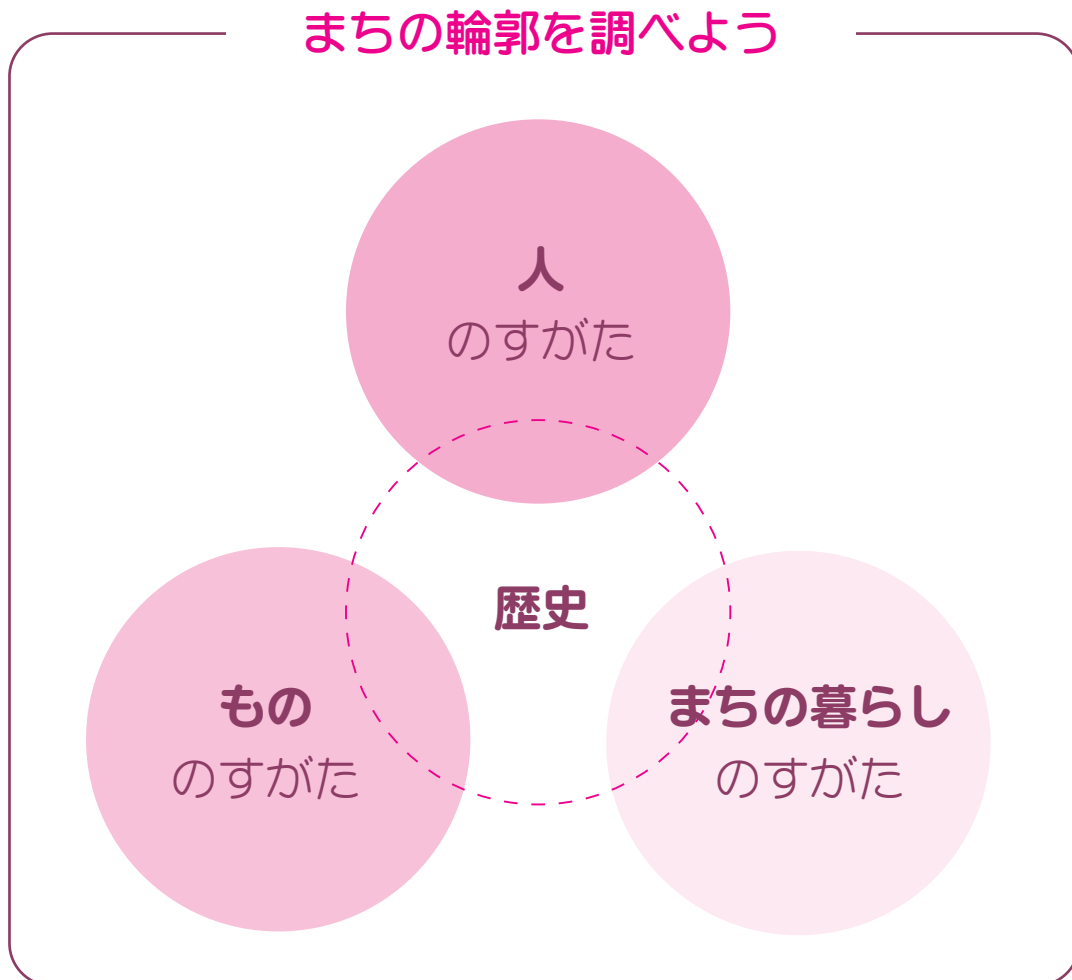 まちの輪郭を調べよう
人
のすがた
歴史
もの
のすがた
まちの暮らし
のすがた